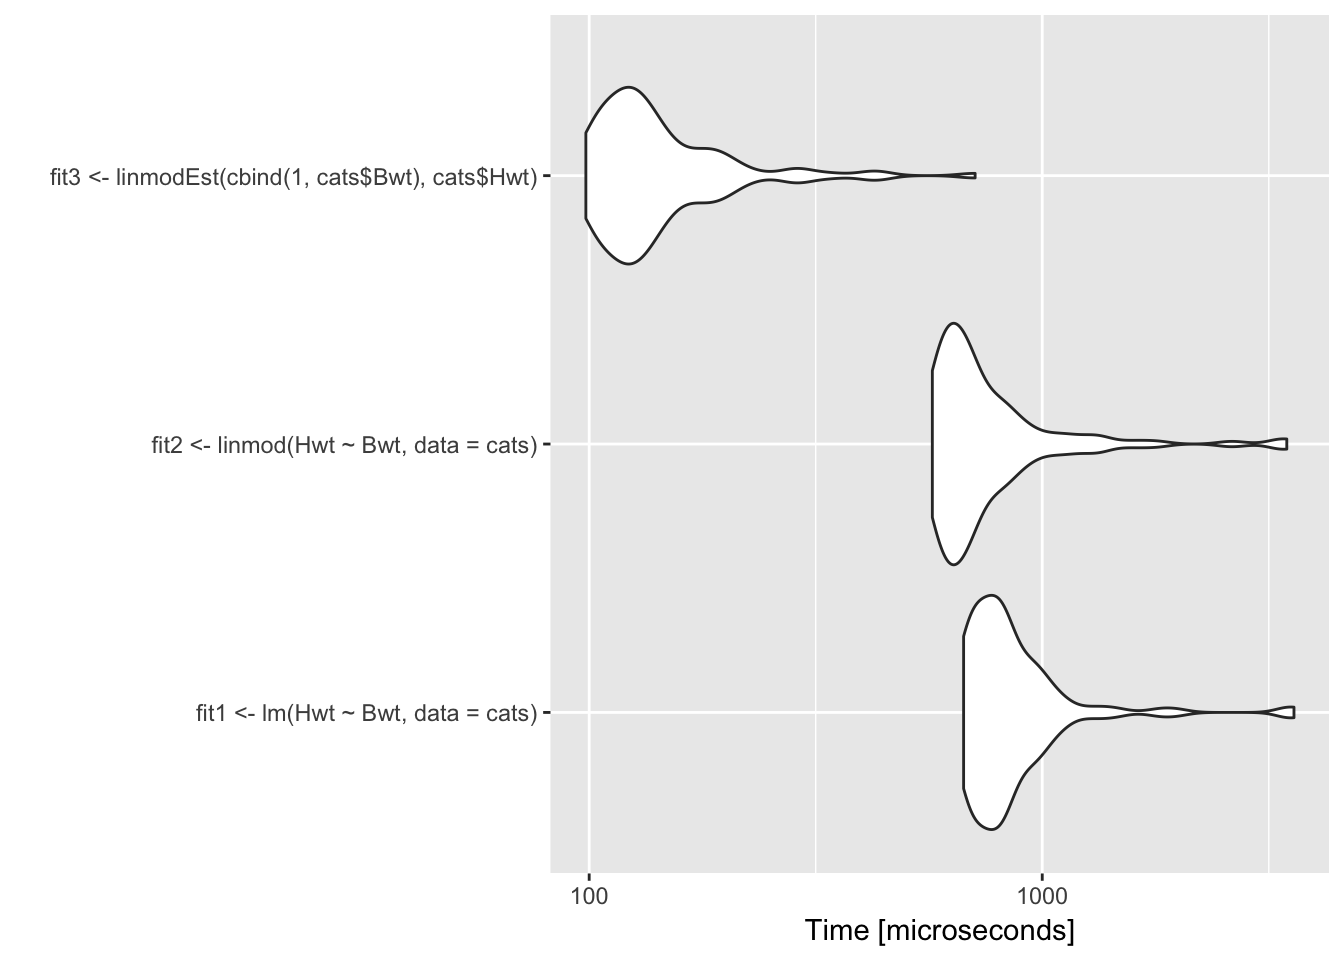 fit3 <- linmodEst(cbind(1, cats$Bwt), cats$Hwt)
fit2 <- linmod(Hwt ~ Bwt, data = cats)
fit1 <- lm(Hwt ~ Bwt, data = cats)
100 1000
Time [microseconds]